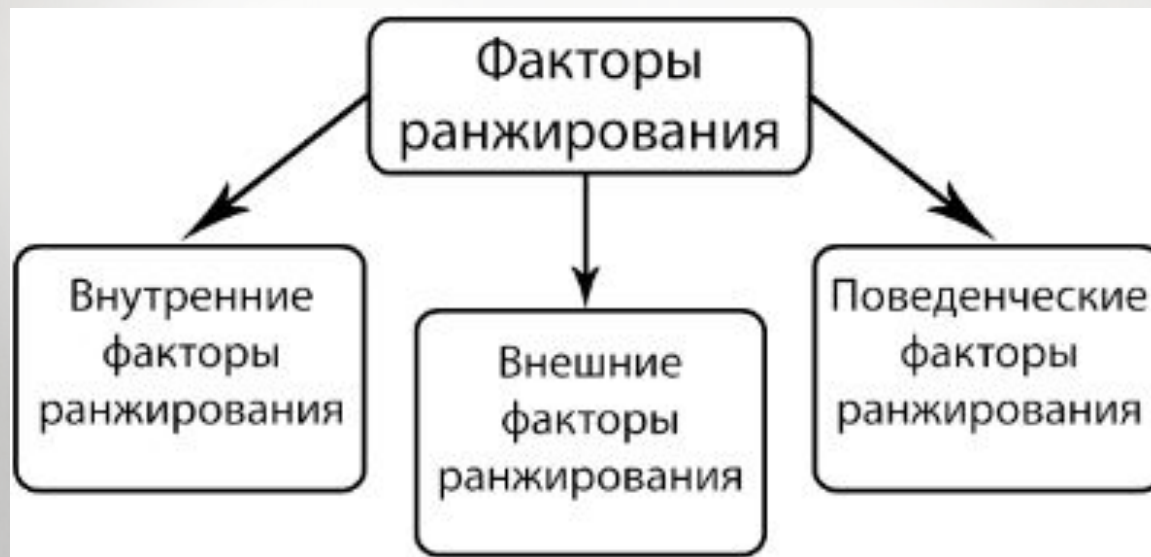 Факторы
ранжирования
Внутренние
факторы
ранжирования
Внешние
факторы
ранжирования
Поведенческие
факторы
ранжирования